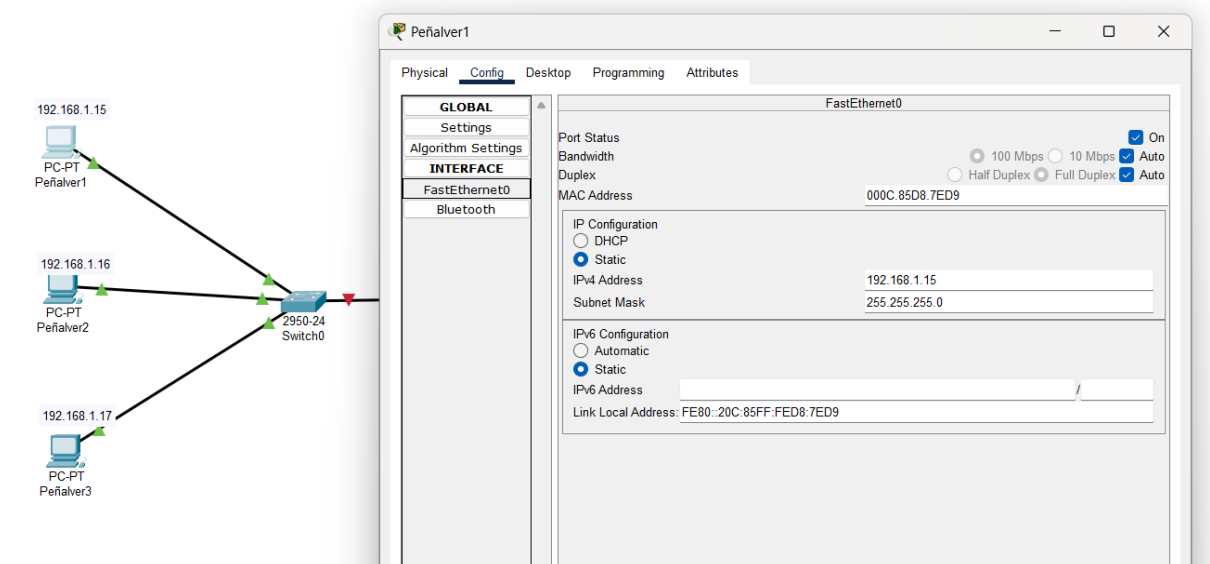 Peñalver1
Physical Config Desktop Programming Attributes
GLOBAL
Settings
Algorithm Settings
INTERFACE
FastEthernet0
Bluetooth
FastEthernet0
Port Status On
Bandwidth 100 Mbps 10 Mbps Auto
Duplex Half Duplex Full Duplex Auto
MAC Address 000C.85D8.7ED9
IP Configuration
DHCP
Static
IPv4 Address 192.168.1.15
Subnet Mask 255.255.255.0
IPv6 Configuration
Automatic
Static
IPv6 Address /
Link Local Address: FE80::20C:85FF:FED8:7ED9
192.168.1.15
PC-PT
Peñalver1
192.168.1.16
PC-PT
Peñalver2
2950-24
Switch0
192.168.1.17
PC-PT
Peñalver3